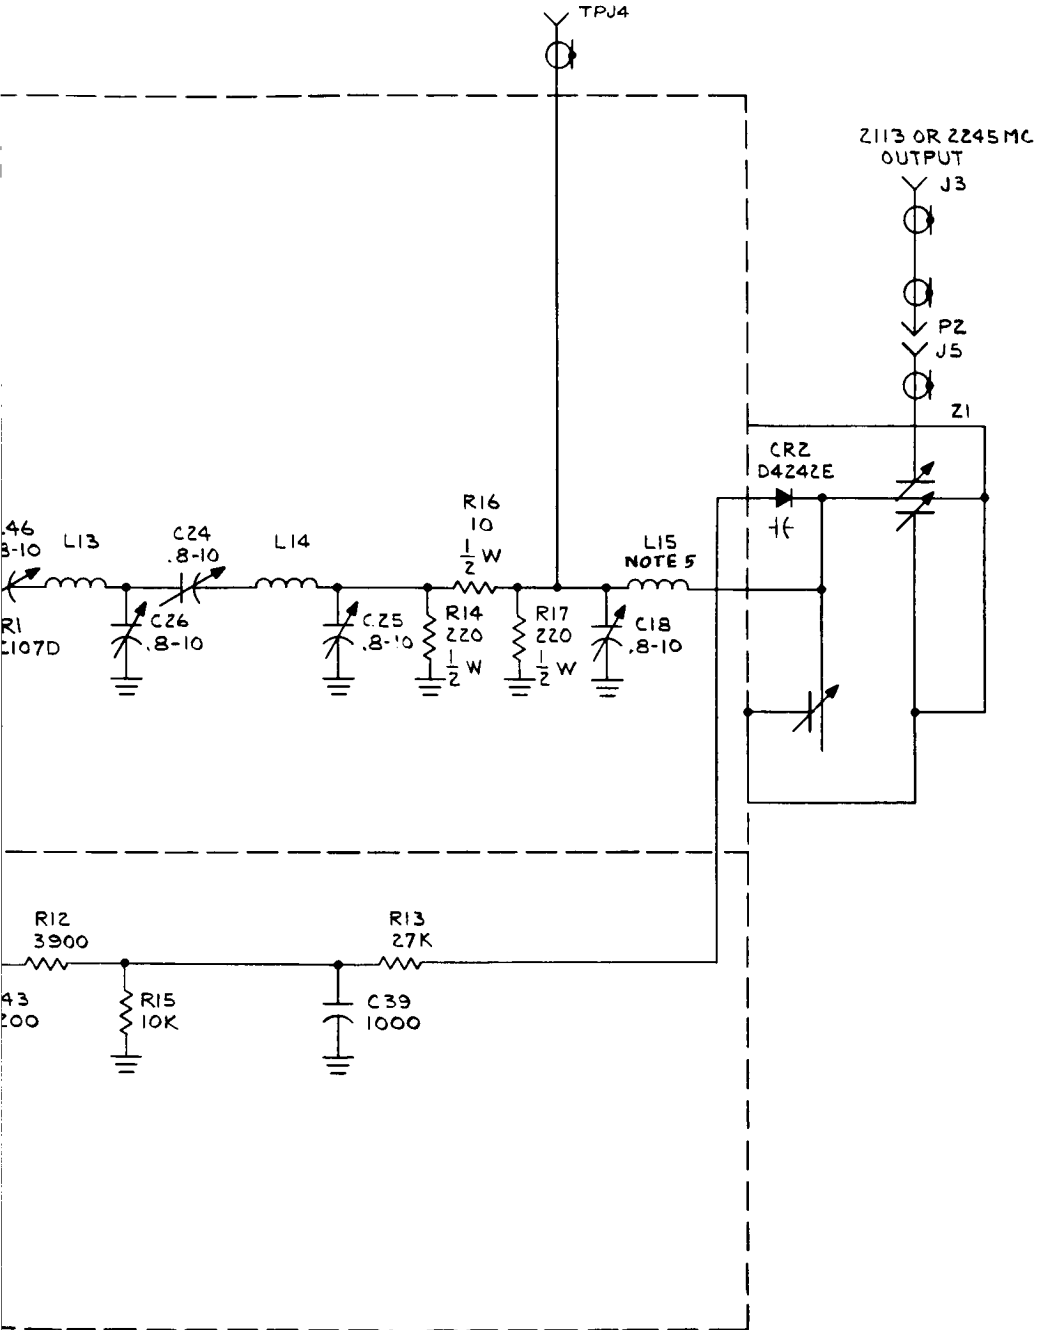 TPJ4
2113 OR 2245MC
OUTPUT
J3
P2
J5
Z1
CR2
D4242E
R16
10
1/2 W
C24
.8-10
L13
L14
L15
NOTE 5
C26
.8-10
C25
.8-10
R14
220
1/2 W
R17
220
1/2 W
C18
.8-10
R12
3900
R13
27K
R15
10K
C39
1000